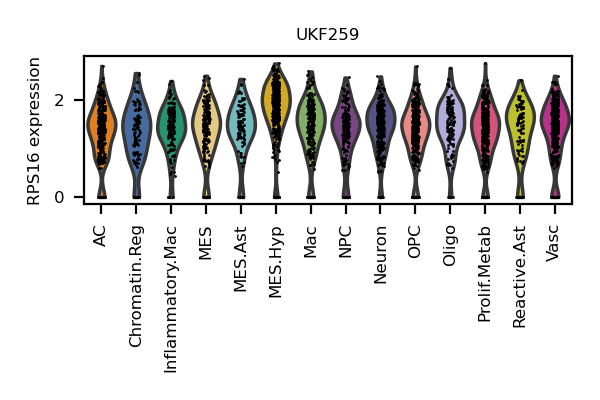 UKF259
RPS16 expression
2
0
AC
Chromatin.Reg
Inflammatory.Mac
MES
MES.Ast
MES.Hyp
Mac
NPC
Neuron
OPC
Oligo
Prolif.Metab
Reactive.Ast
Vasc